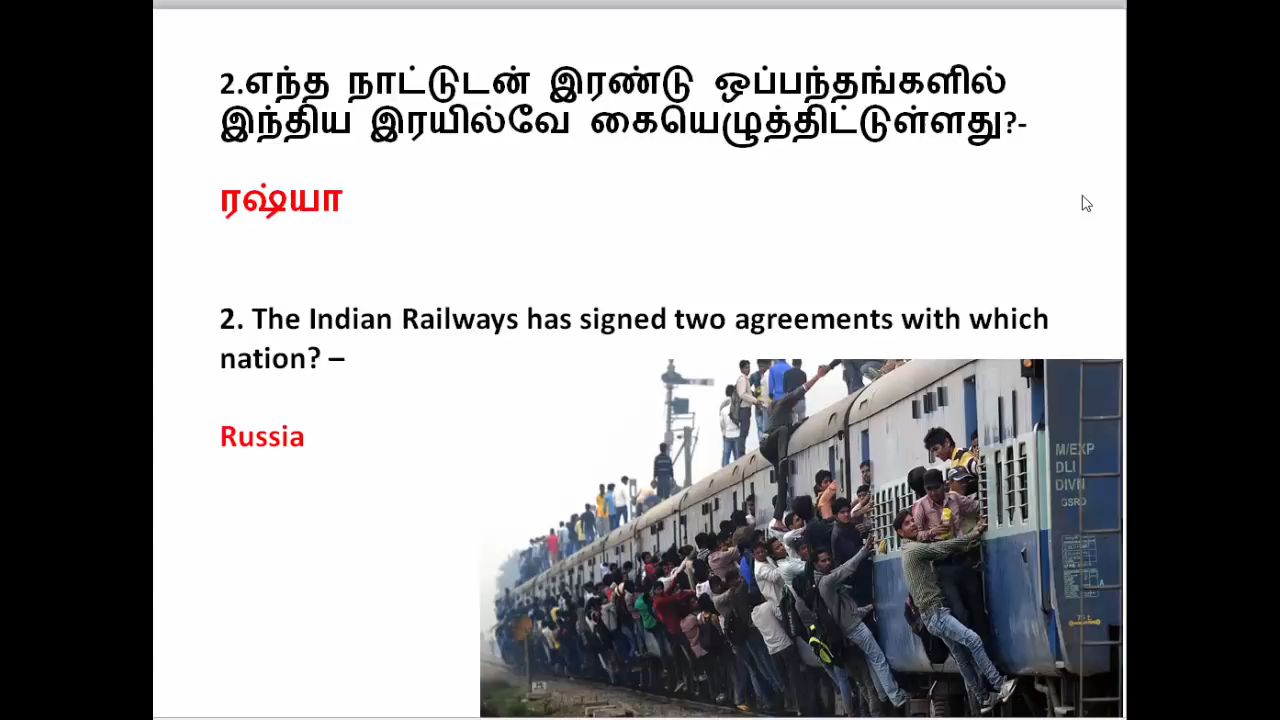 2.எந்த நாட்டுடன் இரண்டு ஒப்பந்தங்களில்
இந்திய இரயில்வே கையெழுத்திட்டுள்ளது?-
ரஷ்யா
2. The Indian Railways has signed two agreements with which
nation? –
Russia
M/EXP
DLI
DIVN
GSRD